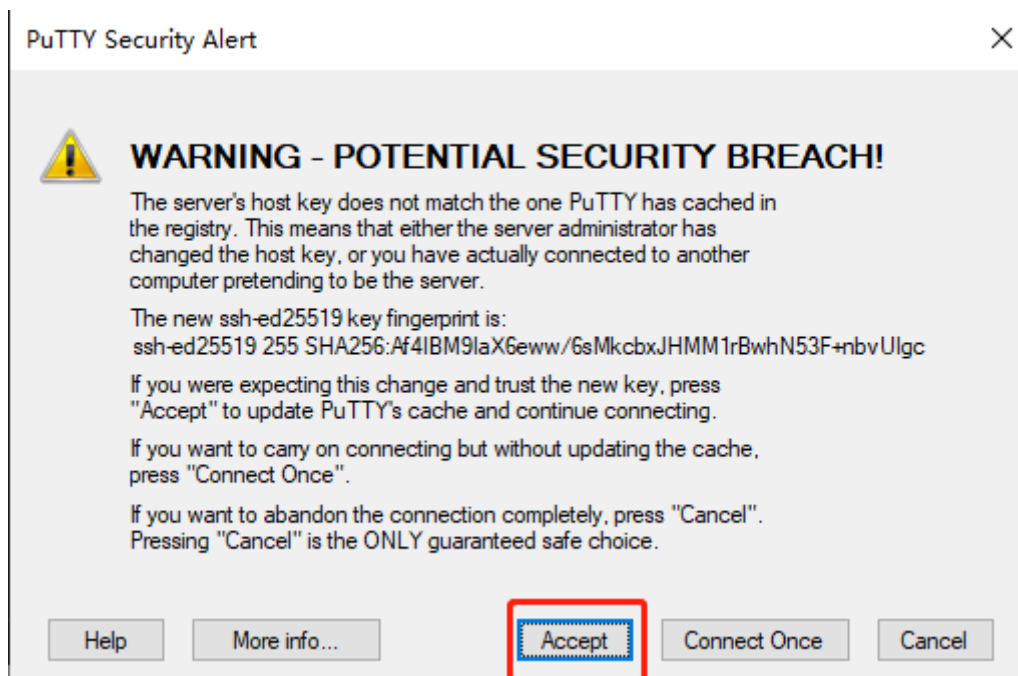 PuTTY Security Alert
WARNING - POTENTIAL SECURITY BREACH!
The server's host key does not match the one PuTTY has cached in
the registry. This means that either the server administrator has
changed the host key, or you have actually connected to another
computer pretending to be the server.
The new ssh-ed25519 key fingerprint is:
ssh-ed25519 255 SHA256:Af4IBM9IaX6eww/6sMkcbxJHMM1rBwhN53F+nbvUIgc
If you were expecting this change and trust the new key, press
"Accept" to update PuTTY's cache and continue connecting.
If you want to carry on connecting but without updating the cache,
press "Connect Once".
If you want to abandon the connection completely, press "Cancel".
Pressing "Cancel" is the ONLY guaranteed safe choice.
Help More info... Accept Connect Once Cancel